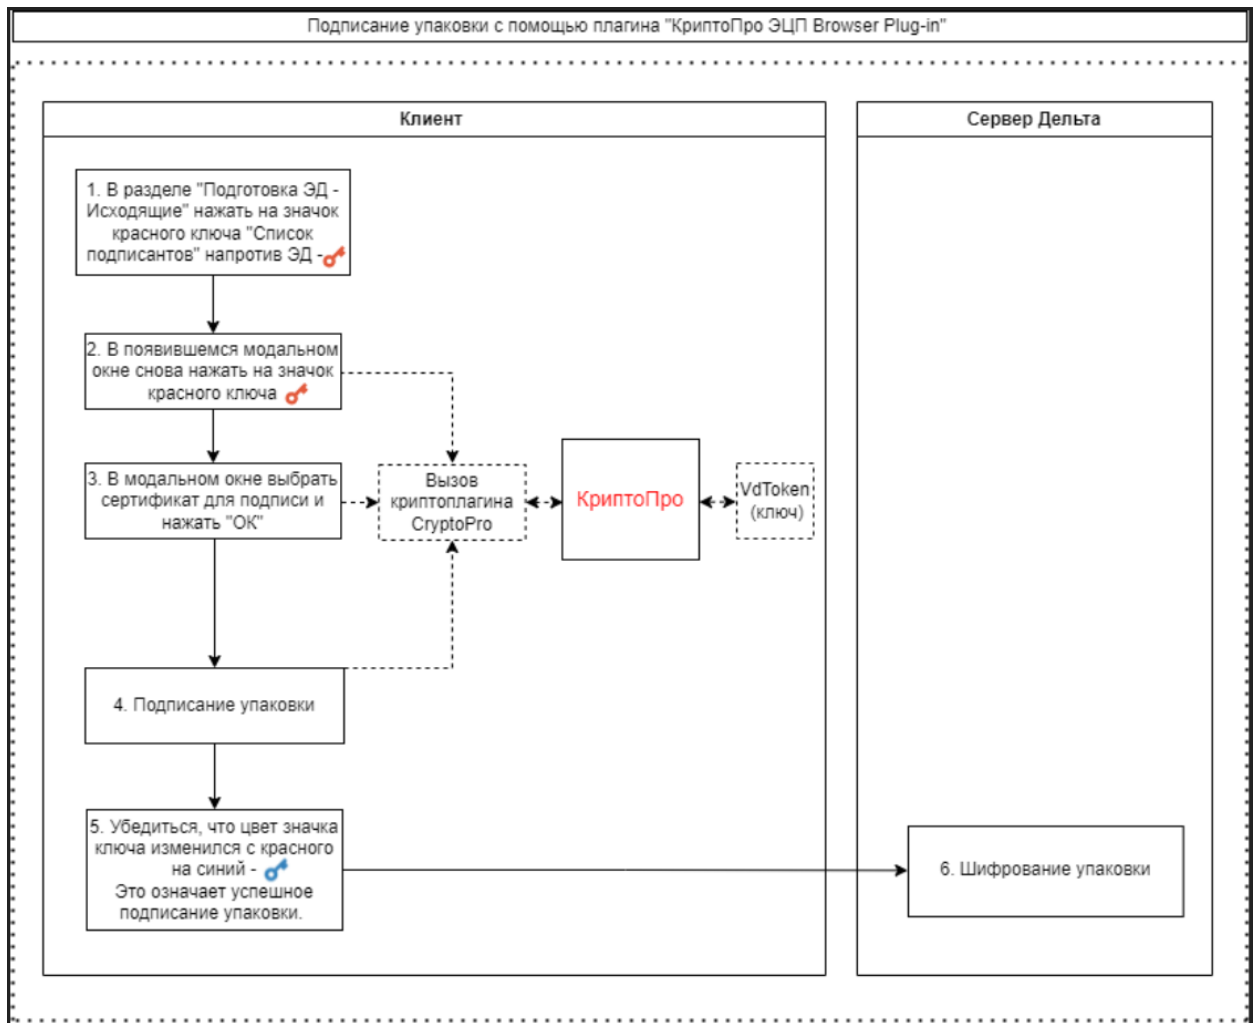 Подписание упаковки с помощью плагина "КриптоПро ЭЦП Browser Plug-in"
Клиент
Сервер Дельта
1. В разделе "Подготовка ЭД -
Исходящие" нажать на значок
красного ключа "Список
подписантов" напротив ЭД -
2. В появившемся модальном
окне снова нажать на значок
красного ключа
3. В модальном окне выбрать
сертификат для подписи и
нажать "ОК"
Вызов
криптоплагина
CryptoPro
КриптоПро
VdToken
(ключ)
4. Подписание упаковки
5. Убедиться, что цвет значка
ключа изменился с красного
на синий -
Это означает успешное
подписание упаковки.
6. Шифрование упаковки